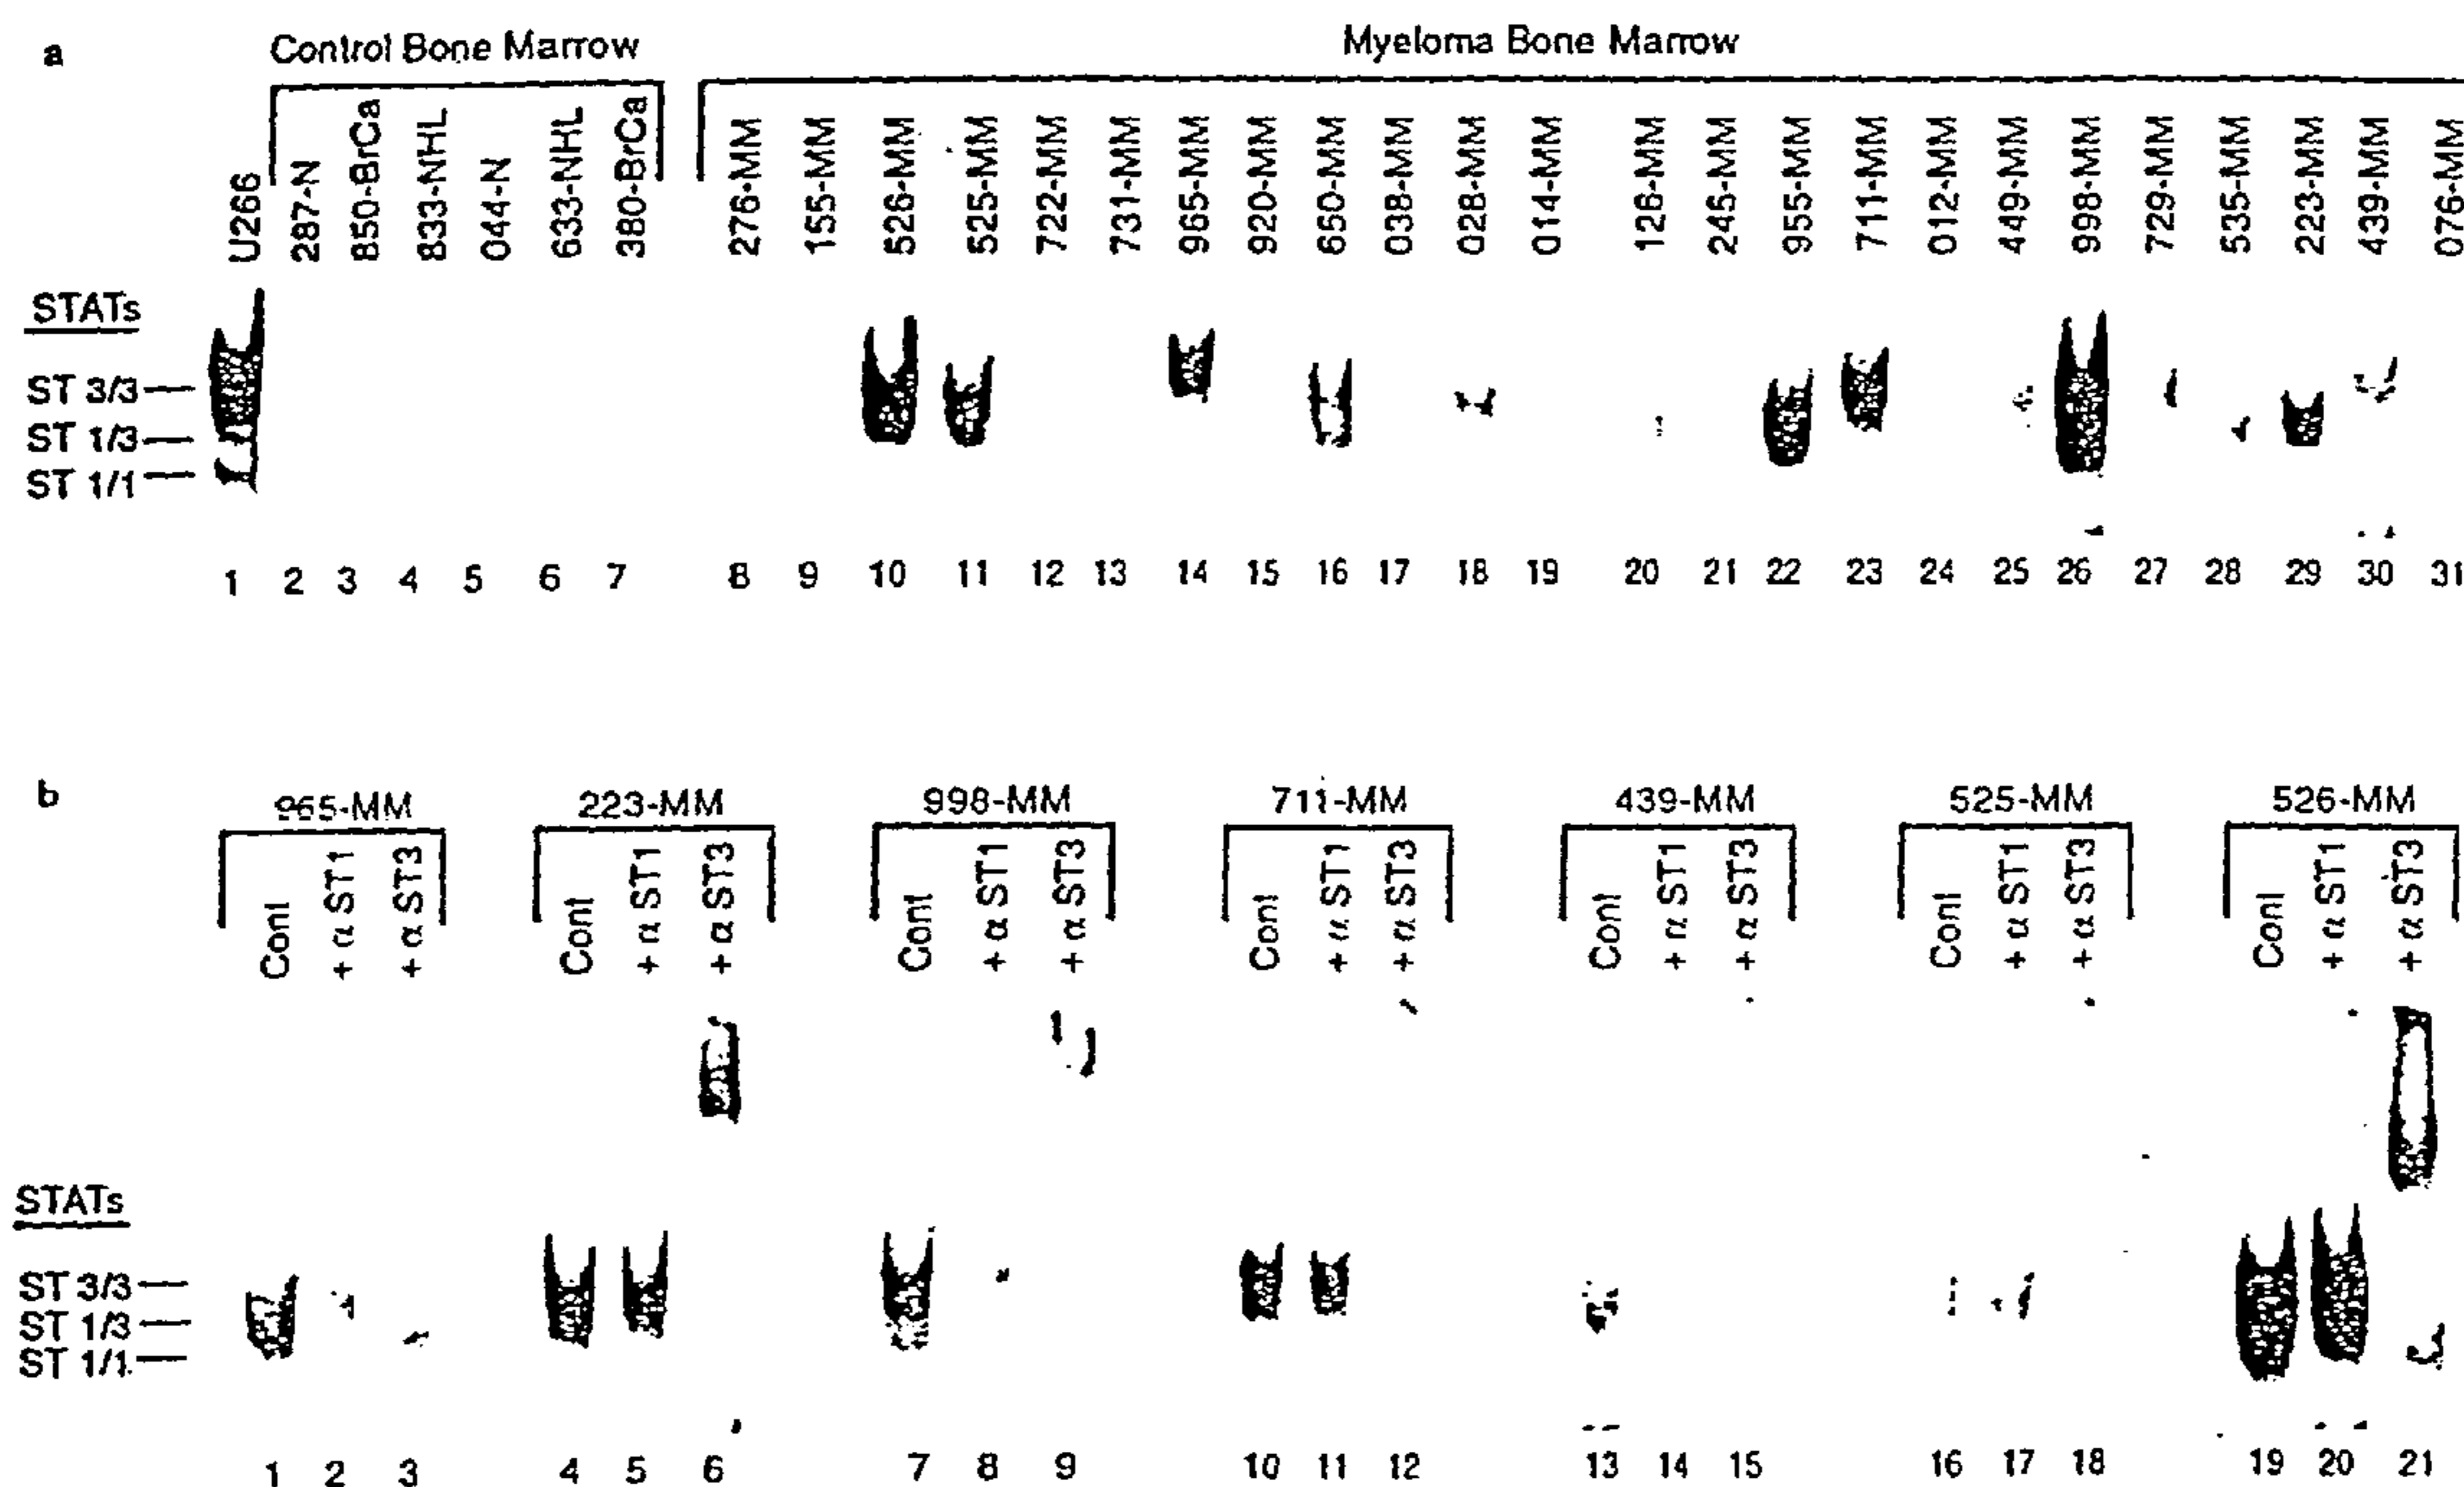 a
Control Bone Marrow
Myeloma Bone Marrow
U266 287-N 850-BrCa 833-NHL 044-N 633-NHL 380-BrCa 276-MM 155-MM 526-MM 525-MM 722-MM 731-MM 965-MM 920-MM 650-MM 038-MM 028-MM 014-MM 126-MM 245-MM 955-MM 711-MM 012-MM 449-MM 998-MM 729-MM 535-MM 223-MM 439-MM 076-MM
STATs
ST 3/3
ST 1/3
ST 1/1
1 2 3 4 5 6 7 8 9 10 11 12 13 14 15 16 17 18 19 20 21 22 23 24 25 26 27 28 29 30 31
b
965-MM 223-MM 998-MM 711-MM 439-MM 525-MM 526-MM
Cont + α ST1 + α ST3 Cont + α ST1 + α ST3 Cont + α ST1 + α ST3 Cont + α ST1 + α ST3 Cont + α ST1 + α ST3 Cont + α ST1 + α ST3 Cont + α ST1 + α ST3
STATs
ST 3/3
ST 1/3
ST 1/1
1 2 3 4 5 6 7 8 9 10 11 12 13 14 15 16 17 18 19 20 21